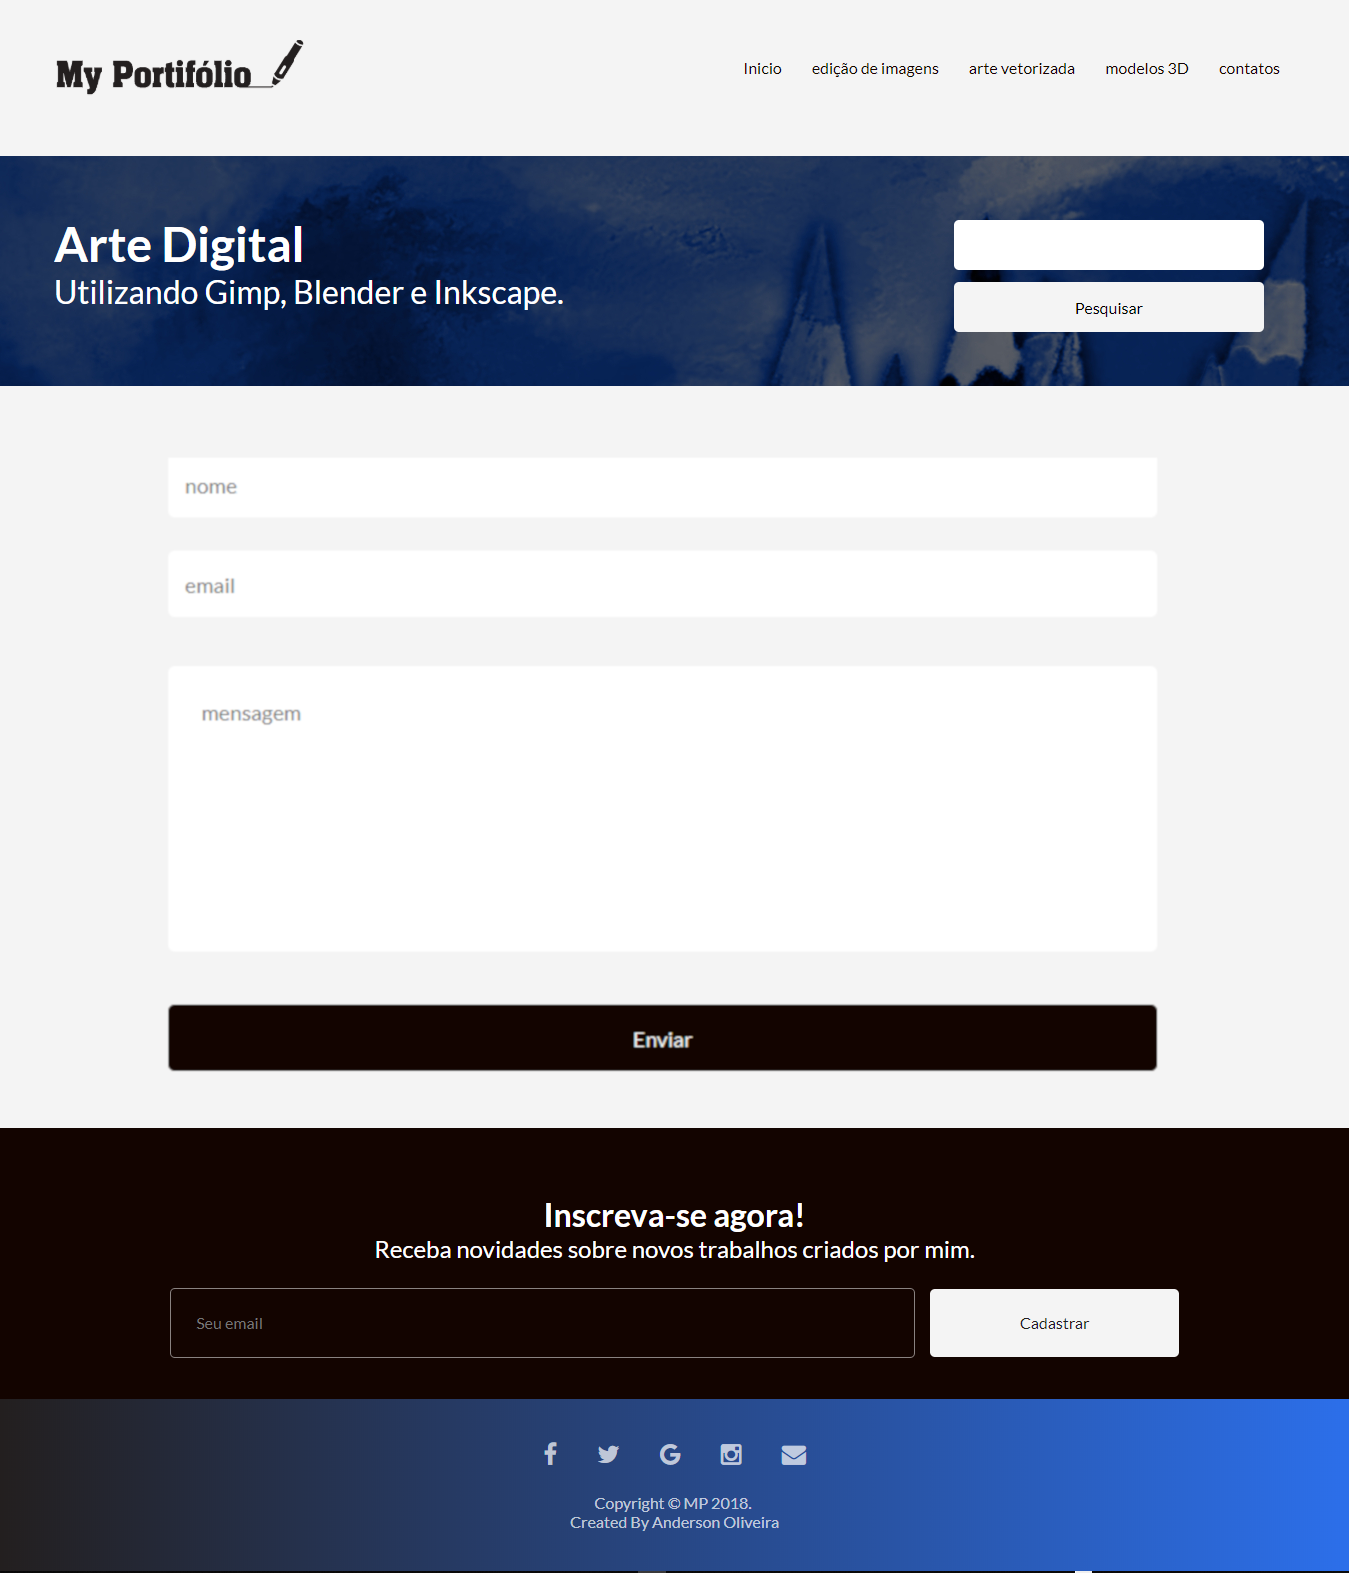 My Portifólio
Inicio edição de imagens arte vetorizada modelos 3D contatos
Arte Digital
Utilizando Gimp, Blender e Inkscape.
Pesquisar
nome
email
mensagem
Enviar
Inscreva-se agora!
Receba novidades sobre novos trabalhos criados por mim.
Seu email Cadastrar
Copyright © MP 2018.
Created By Anderson Oliveira